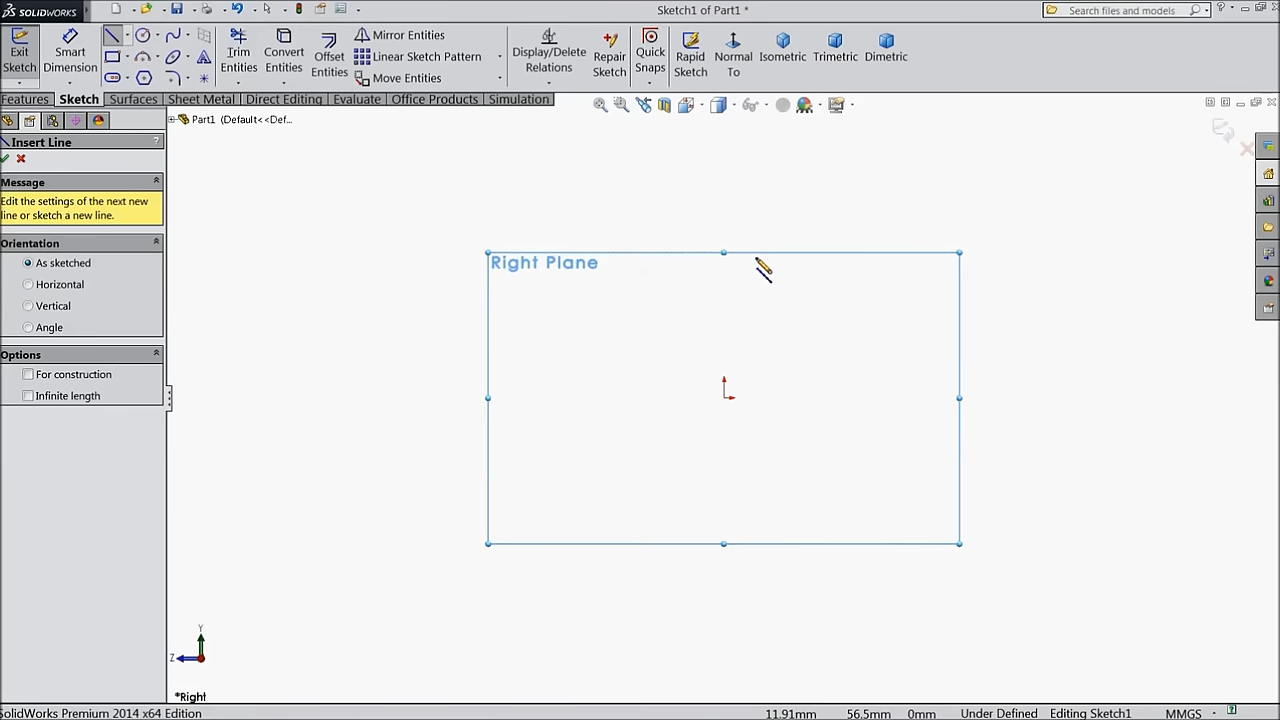 SOLIDWORKS
Sketch1 of Part1 *
Search files and models
Exit Sketch
Smart Dimension
Trim Entities
Convert Entities
Offset Entities
Mirror Entities
Linear Sketch Pattern
Move Entities
Display/Delete Relations
Repair Sketch
Quick Snaps
Rapid Sketch
Normal To
Isometric
Trimetric
Dimetric
Features
Sketch
Surfaces
Sheet Metal
Direct Editing
Evaluate
Office Products
Simulation
Part1 (Default<<Def...
Insert Line
?
Message
Edit the settings of the next new
line or sketch a new line.
Orientation
As sketched
Horizontal
Vertical
Angle
Options
For construction
Infinite length
Right Plane
Y
Z
*Right
SolidWorks Premium 2014 x64 Edition
11.91mm
56.5mm
0mm
Under Defined
Editing Sketch1
MMGS